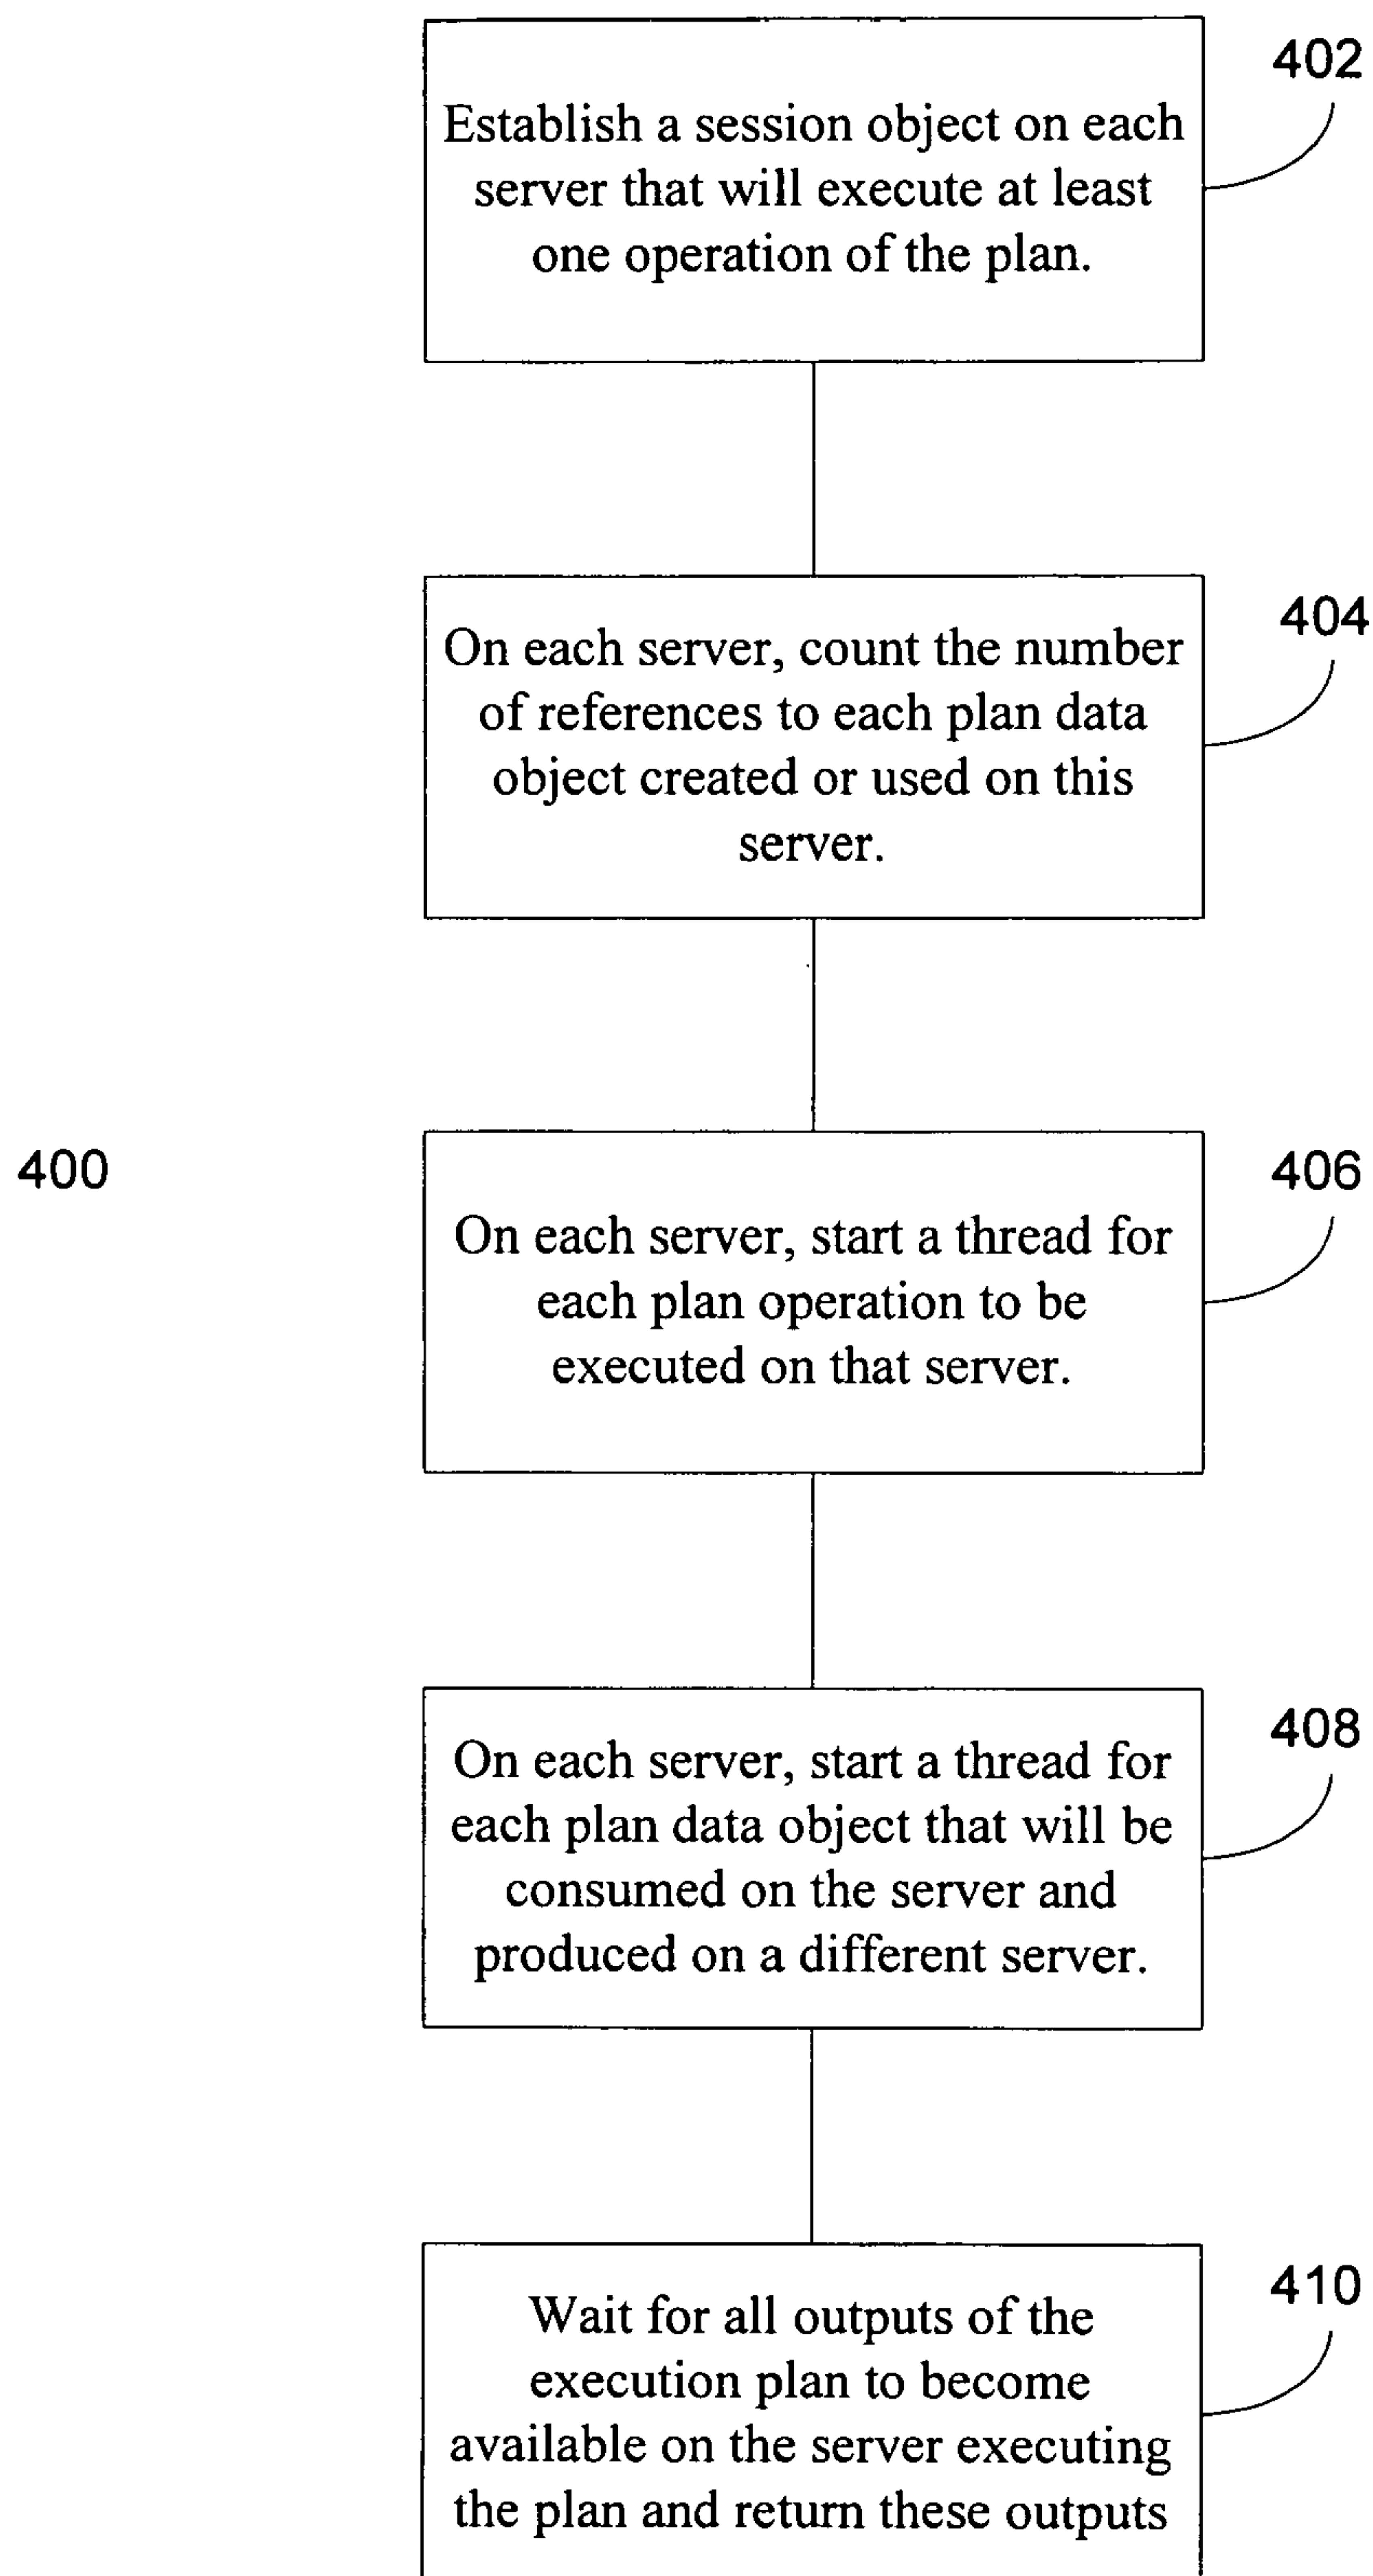 402
Establish a session object on each
server that will execute at least
one operation of the plan.
404
On each server, count the number
of references to each plan data
object created or used on this
server.
400
406
On each server, start a thread for
each plan operation to be
executed on that server.
408
On each server, start a thread for
each plan data object that will be
consumed on the server and
produced on a different server.
410
Wait for all outputs of the
execution plan to become
available on the server executing
the plan and return these outputs